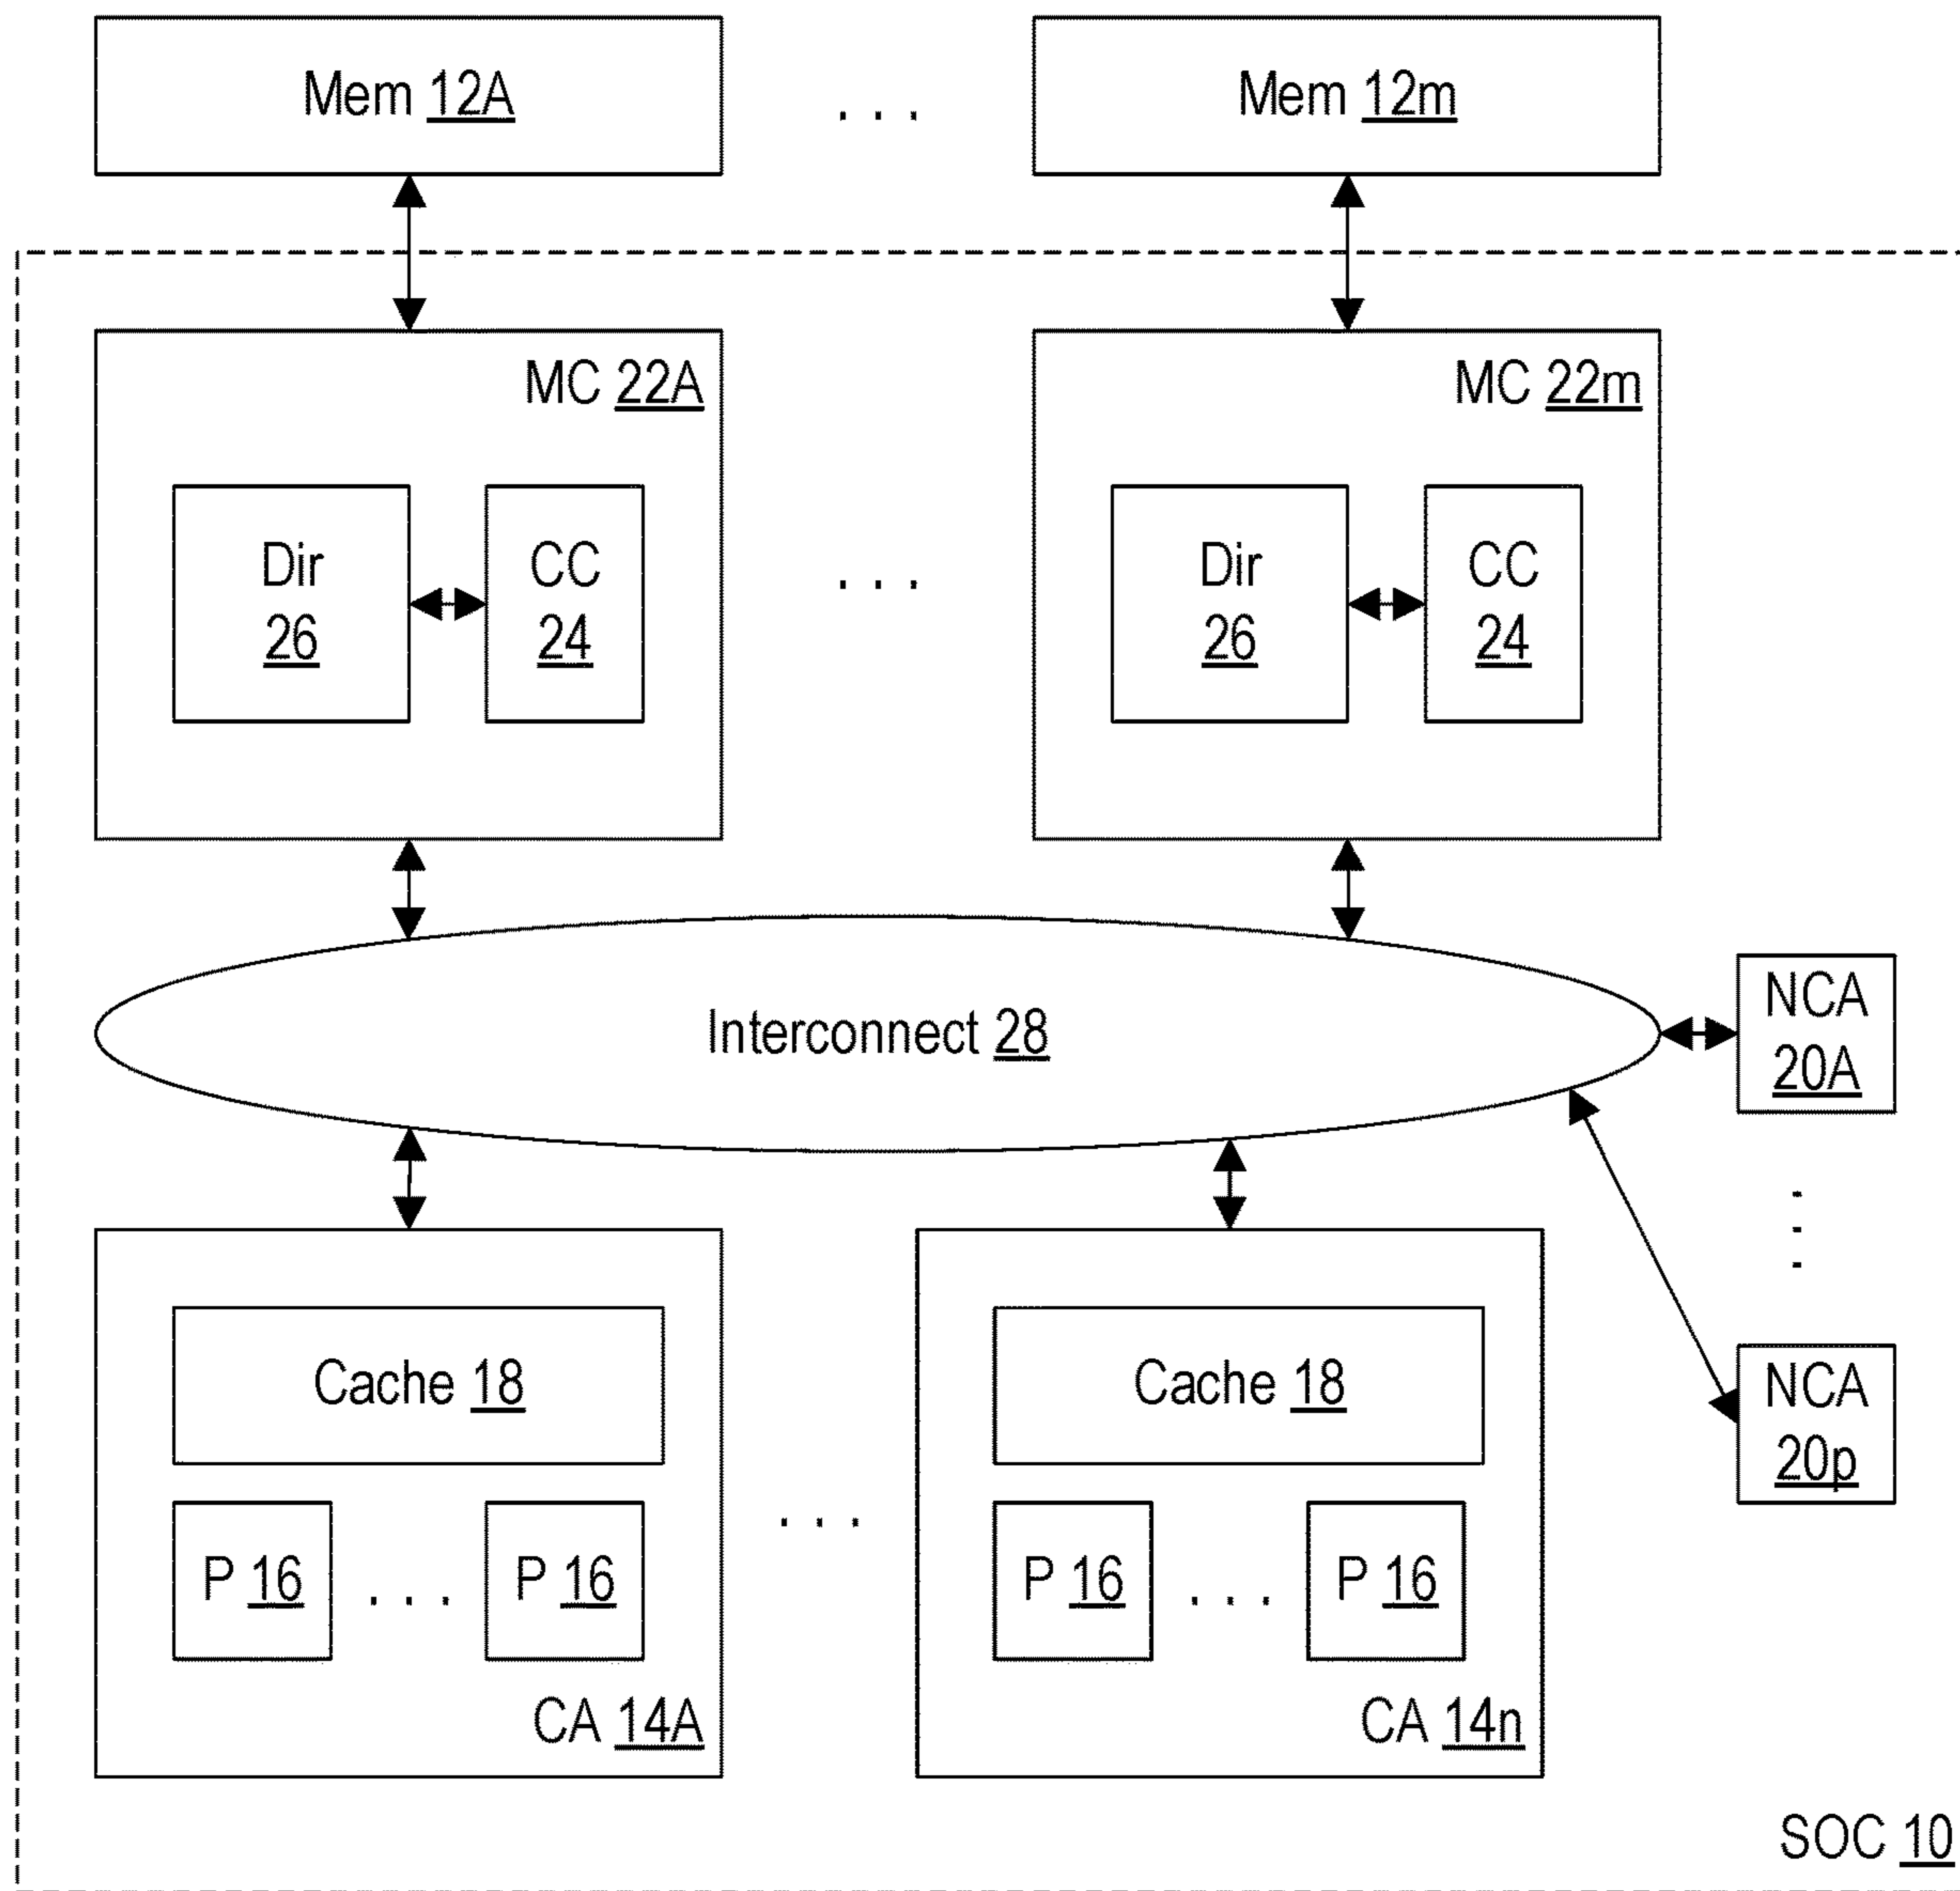 Mem 12A
. . .
Mem 12m
MC 22A
MC 22m
Dir
26
CC
24
. . .
Dir
26
CC
24
Interconnect 28
NCA
20A
. . .
NCA
20p
Cache 18
Cache 18
P 16
. . .
P 16
. . .
P 16
. . .
P 16
CA 14A
CA 14n
SOC 10